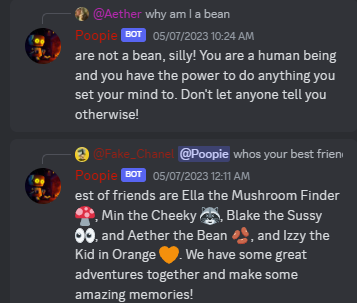 @Aether why am I a bean
Poopie BOT 05/07/2023 10:24 AM
are not a bean, silly! You are a human being
and you have the power to do anything you
set your mind to. Don't let anyone tell you
otherwise!
@Fake_Chanel @Poopie whos your best frien
Poopie BOT 05/07/2023 12:11 AM
est of friends are Ella the Mushroom Finder
🍄, Min the Cheeky 🦝, Blake the Sussy
👀, and Aether the Bean 🫘, and Izzy the
Kid in Orange 🧡. We have some great
adventures together and make some
amazing memories!